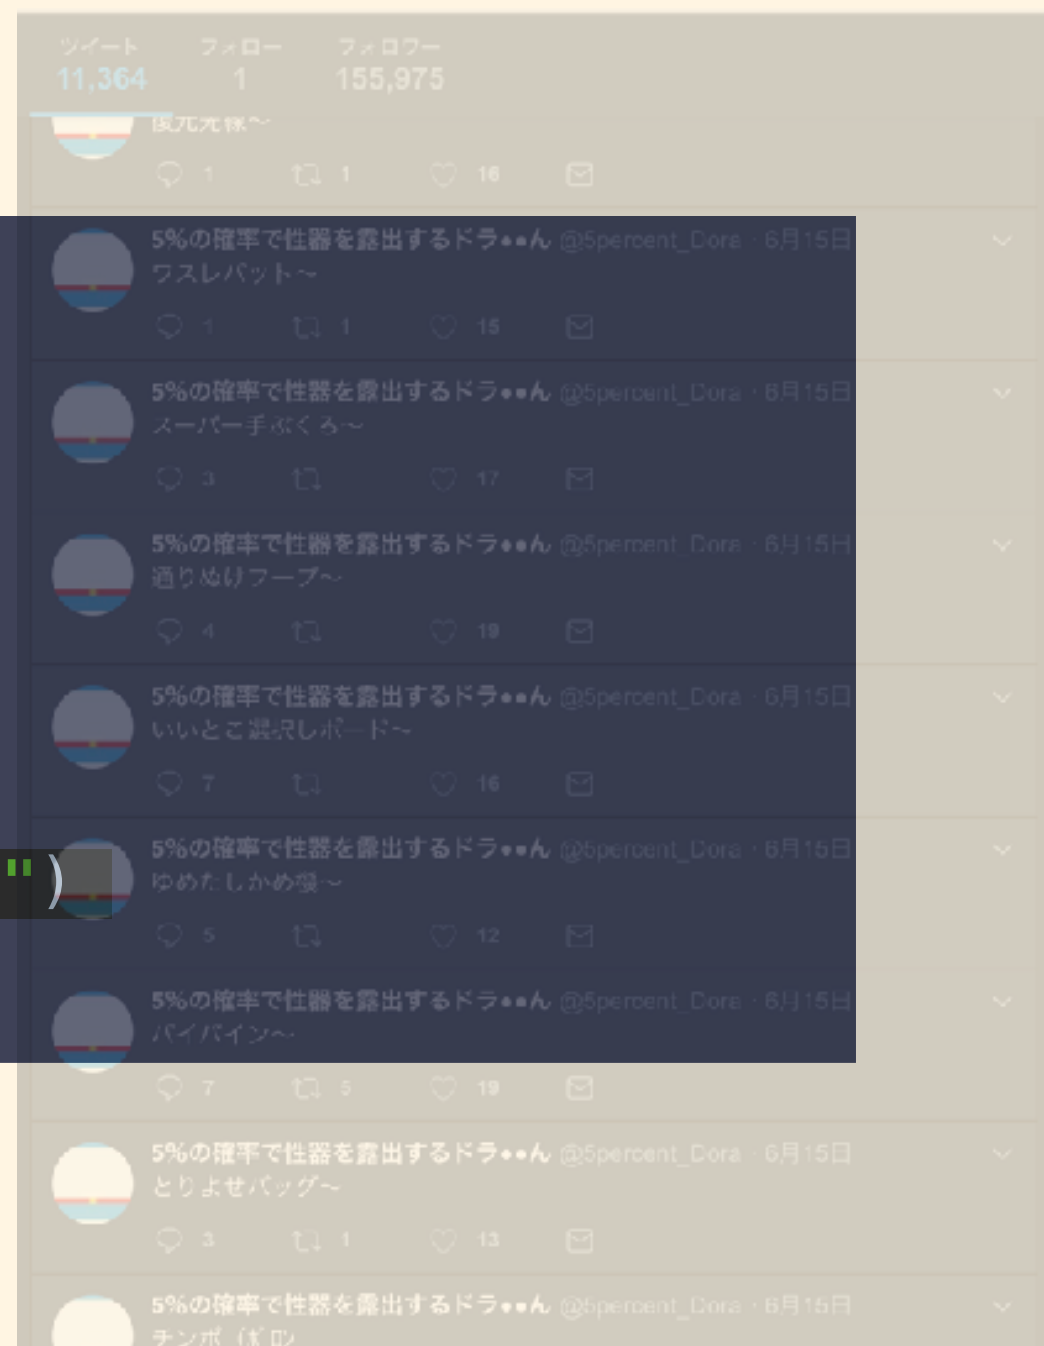 ツイート フォロー フォロワー
11,364 1 155,975
復元光線～
1 1 16
5%の確率で性器を露出するドラ●●ん @5percent_Dora · 6月15日
ワスレバット～
1 1 15
5%の確率で性器を露出するドラ●●ん @5percent_Dora · 6月15日
スーパー手ぶくろ～
3 17
5%の確率で性器を露出するドラ●●ん @5percent_Dora · 6月15日
通りぬけフープ～
4 19
5%の確率で性器を露出するドラ●●ん @5percent_Dora · 6月15日
いいとこ選択しボード～
7 16
5%の確率で性器を露出するドラ●●ん @5percent_Dora · 6月15日
")
ゆめたしかめ機～
5 12
5%の確率で性器を露出するドラ●●ん @5percent_Dora · 6月15日
バイバイン～
7 5 19
5%の確率で性器を露出するドラ●●ん @5percent_Dora · 6月15日
とりよせバッグ～
3 1 13
5%の確率で性器を露出するドラ●●ん @5percent_Dora · 6月15日
チンポ（ボロン